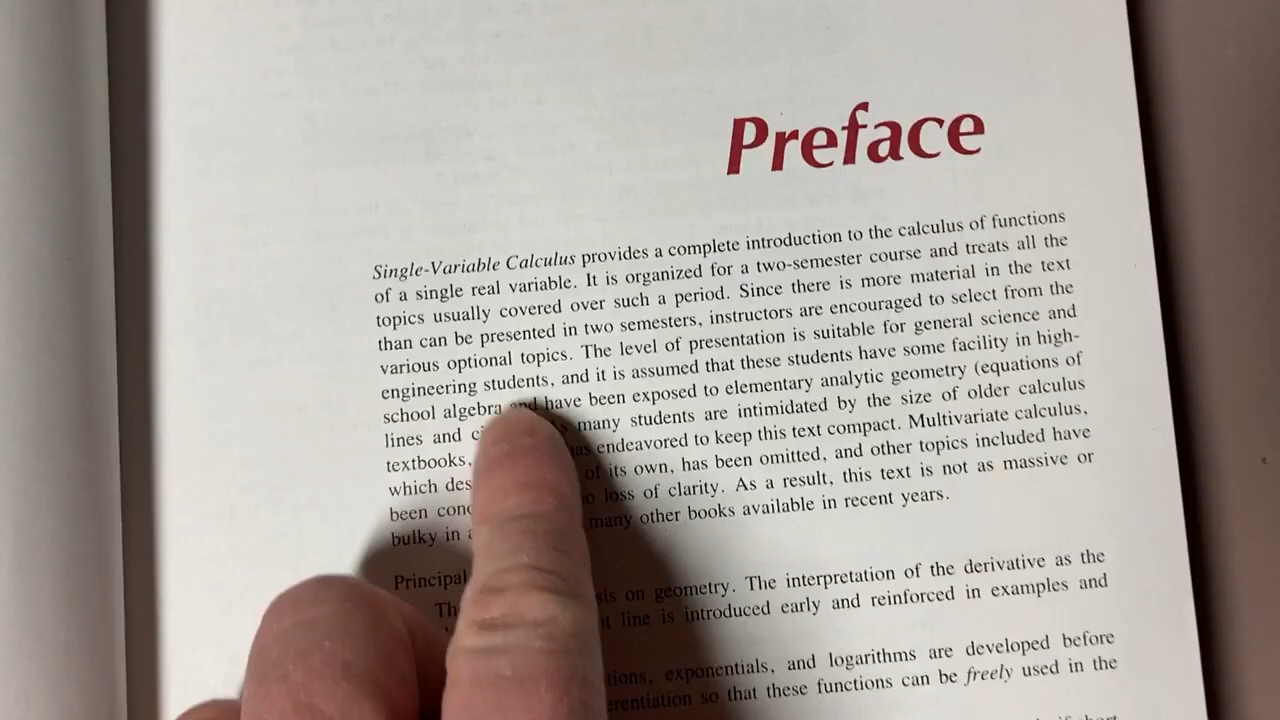 Preface
Single-Variable Calculus provides a complete introduction to the calculus of functions
of a single real variable. It is organized for a two-semester course and treats all the
topics usually covered over such a period. Since there is more material in the text
than can be presented in two semesters, instructors are encouraged to select from the
various optional topics. The level of presentation is suitable for general science and
engineering students, and it is assumed that these students have some facility in high-
school algebra and have been exposed to elementary analytic geometry (equations of
lines and many students are intimidated by the size of older calculus
textbooks, endeavored to keep this text compact. Multivariate calculus,
which of its own, has been omitted, and other topics included have
been loss of clarity. As a result, this text is not as massive or
bulky in many other books available in recent years.
Principal on geometry. The interpretation of the derivative as the
line is introduced early and reinforced in examples and
exponentials, and logarithms are developed before
so that these functions can be freely used in the